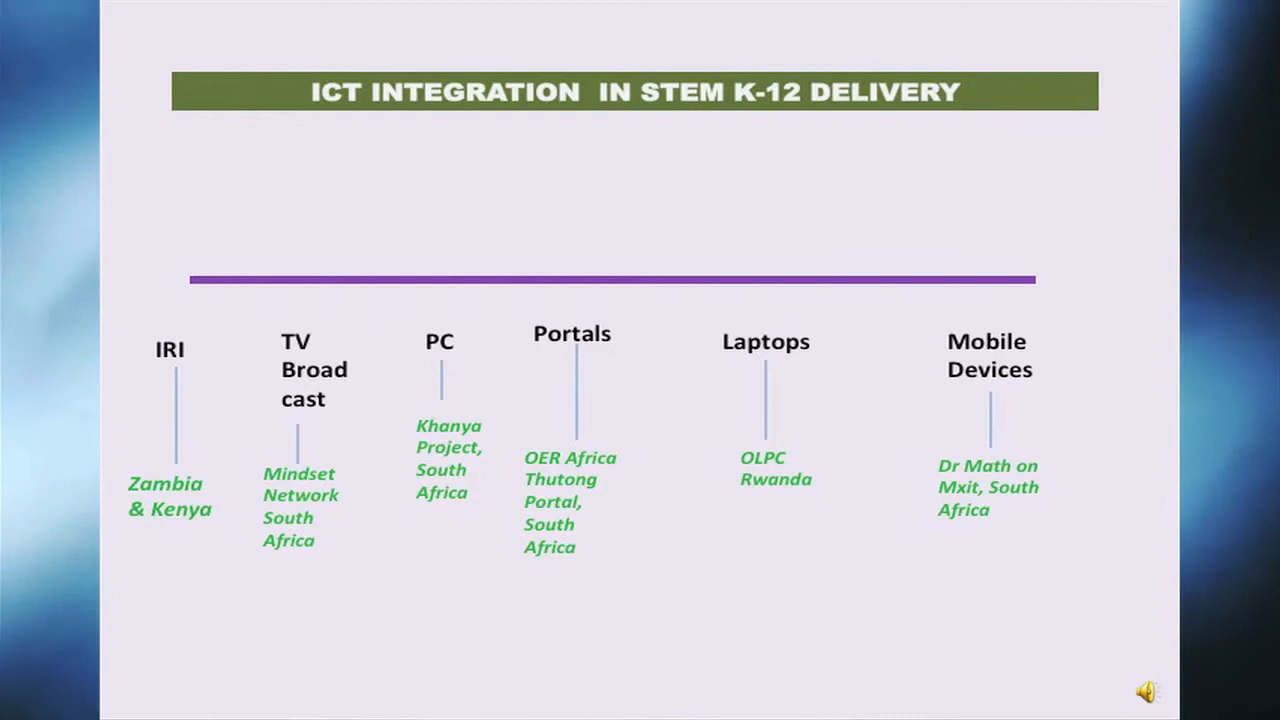 ICT INTEGRATION IN STEM K-12 DELIVERY
IRI
Zambia
& Kenya
TV
Broad
cast
Mindset
Network
South
Africa
PC
Khanya
Project,
South
Africa
Portals
OER Africa
Thutong
Portal,
South
Africa
Laptops
OLPC
Rwanda
Mobile
Devices
Dr Math on
Mxit, South
Africa